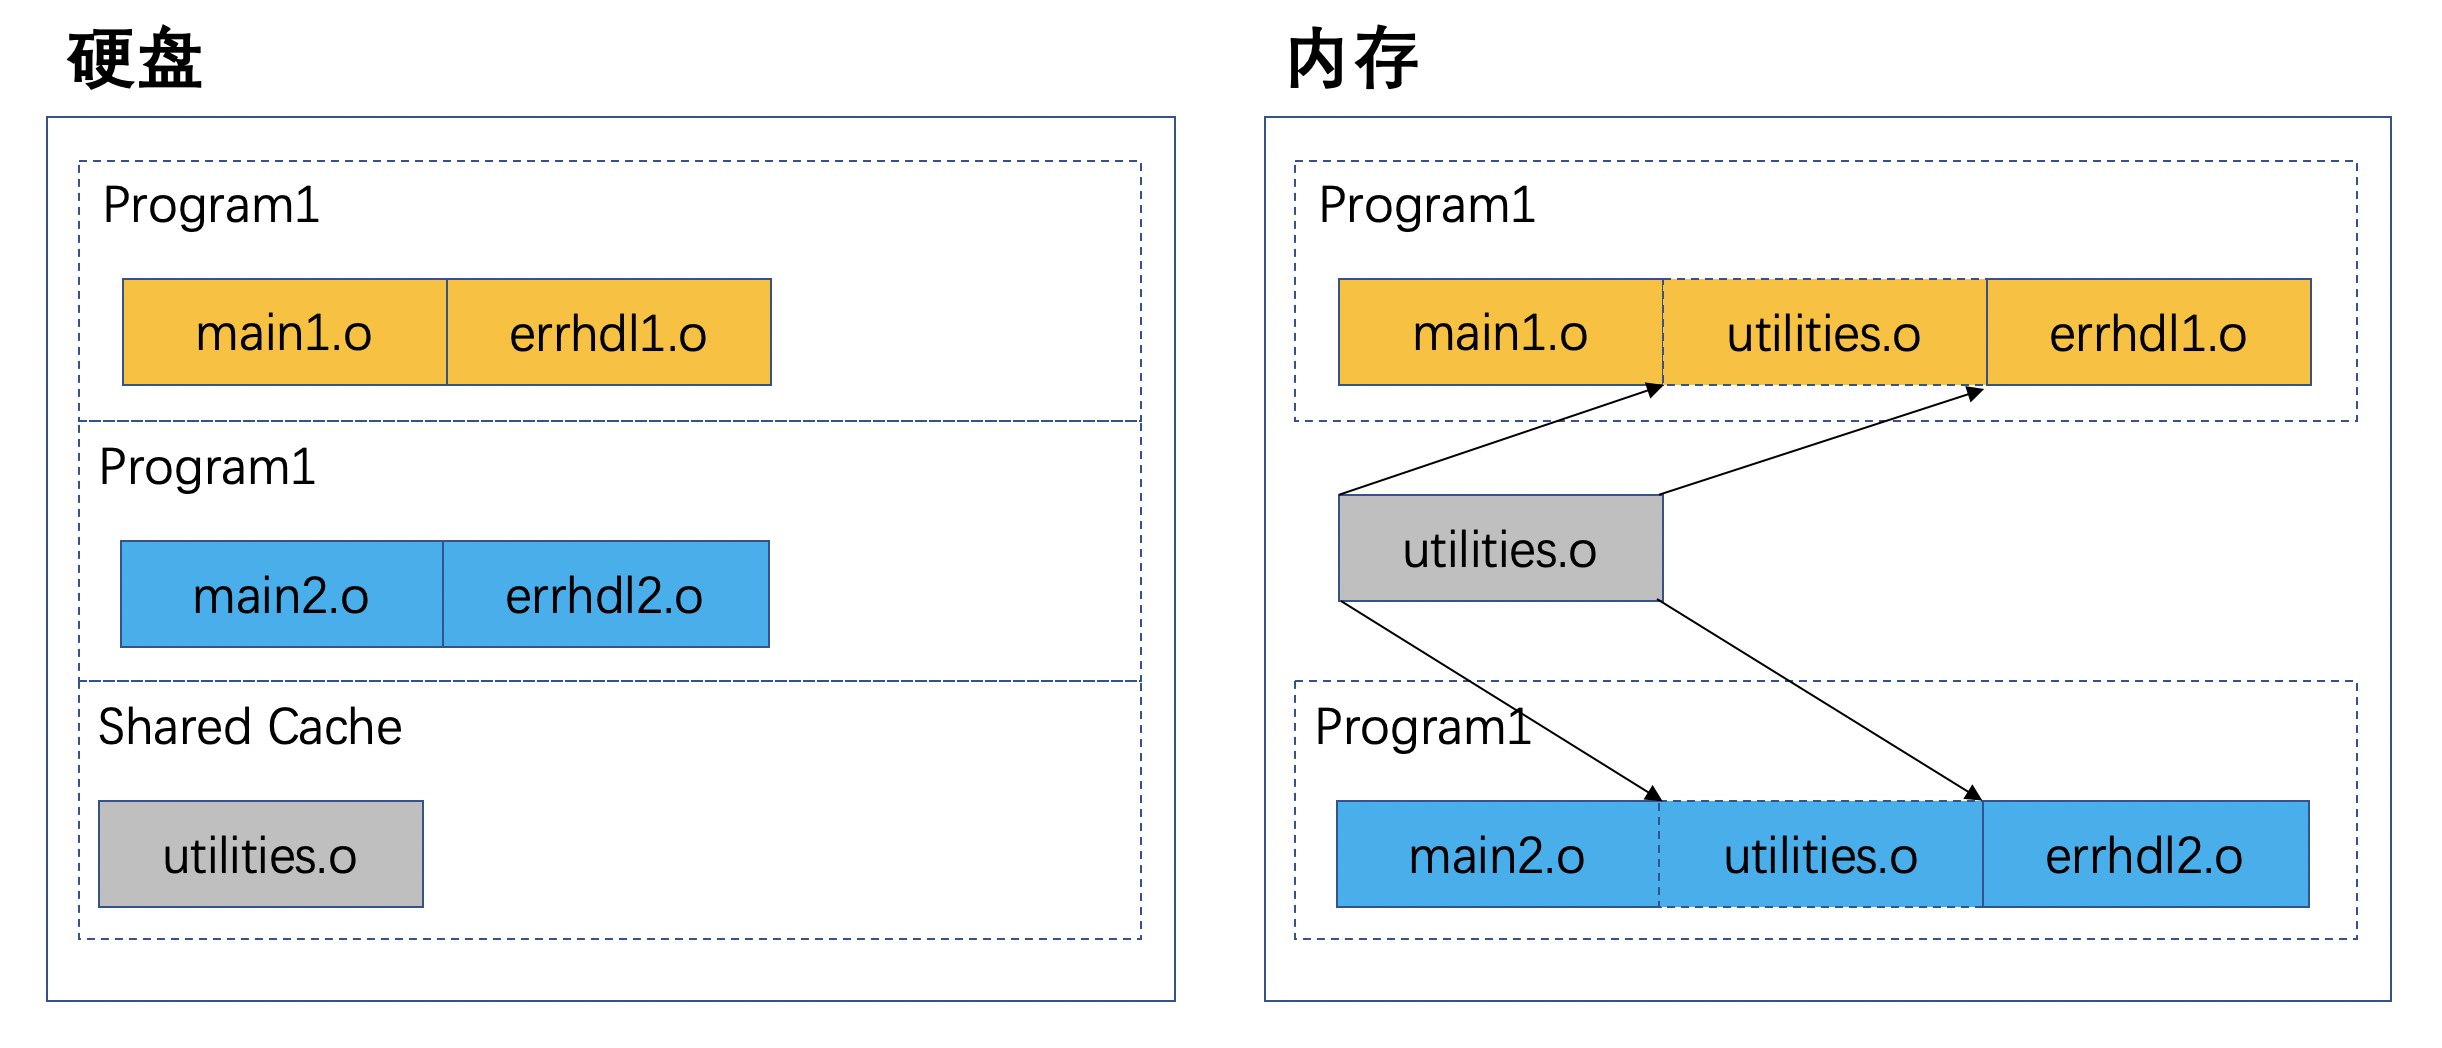 硬盘
Program1
main1.o errhdl1.o
Program1
main2.o errhdl2.o
Shared Cache
utilities.o
内存
Program1
main1.o utilities.o errhdl1.o
utilities.o
Program1
main2.o utilities.o errhdl2.o